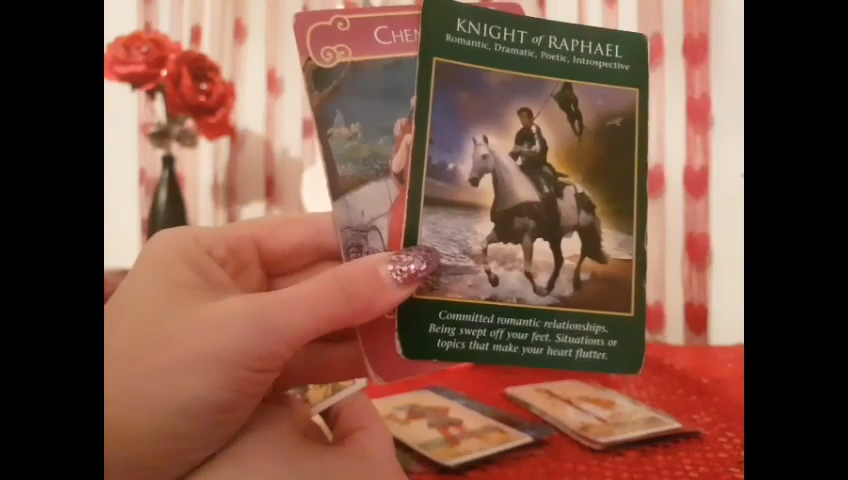 KNIGHT of RAPHAEL
Romantic, Dramatic, Poetic, Introspective
Committed romantic relationships.
Being swept off your feet. Situations or
topics that make your heart flutter.